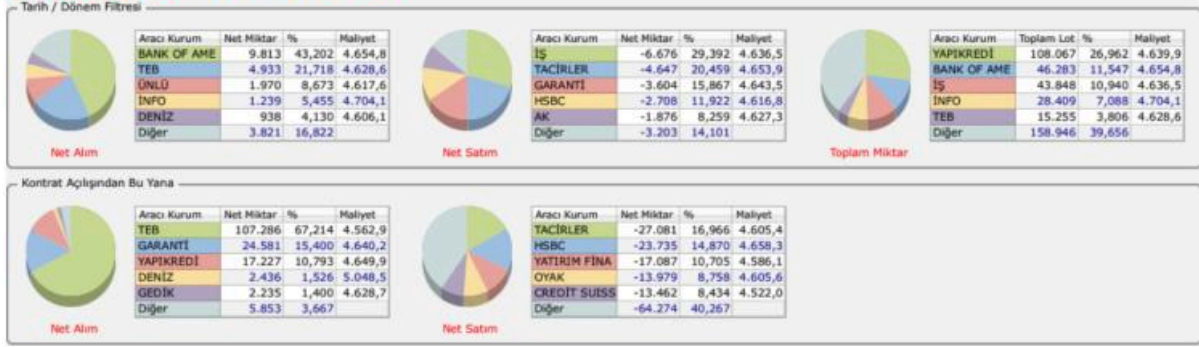 Tarih / Dönem Filtresi
Aracı Kurum Net Miktar % Maliyet
BANK OF AME 9.813 43,202 4.654,8
TEB 4.933 21,718 4.628,6
ÜNLÜ 1.970 8,673 4.617,6
İNFO 1.239 5,455 4.704,1
DENİZ 938 4,130 4.606,1
Diğer 3.821 16,822
Net Alım
Aracı Kurum Net Miktar % Maliyet
İŞ -6.676 29,392 4.636,5
TACİRLER -4.647 20,459 4.653,9
GARANTİ -3.604 15,867 4.643,5
HSBC -2.708 11,922 4.616,8
AK -1.876 8,259 4.627,3
Diğer -3.203 14,101
Net Satım
Aracı Kurum Toplam Lot % Maliyet
YAPIKREDİ 108.067 26,962 4.639,9
BANK OF AME 46.283 11,547 4.654,8
İŞ 43.848 10,940 4.636,5
İNFO 28.409 7,088 4.704,1
TEB 15.255 3,806 4.628,6
Diğer 158.946 39,656
Toplam Miktar
Kontrat Açılışından Bu Yana
Aracı Kurum Net Miktar % Maliyet
TEB 107.286 67,214 4.562,9
GARANTİ 24.581 15,400 4.640,2
YAPIKREDİ 17.227 10,793 4.649,9
DENİZ 2.436 1,526 5.048,5
GEDİK 2.235 1,400 4.628,7
Diğer 5.853 3,667
Net Alım
Aracı Kurum Net Miktar % Maliyet
TACİRLER -27.081 16,966 4.605,4
HSBC -23.735 14,870 4.658,3
YATIRIM FİNA -17.087 10,705 4.586,1
OYAK -13.979 8,758 4.605,6
CREDİT SUISS -13.462 8,434 4.522,0
Diğer -64.274 40,267
Net Satım